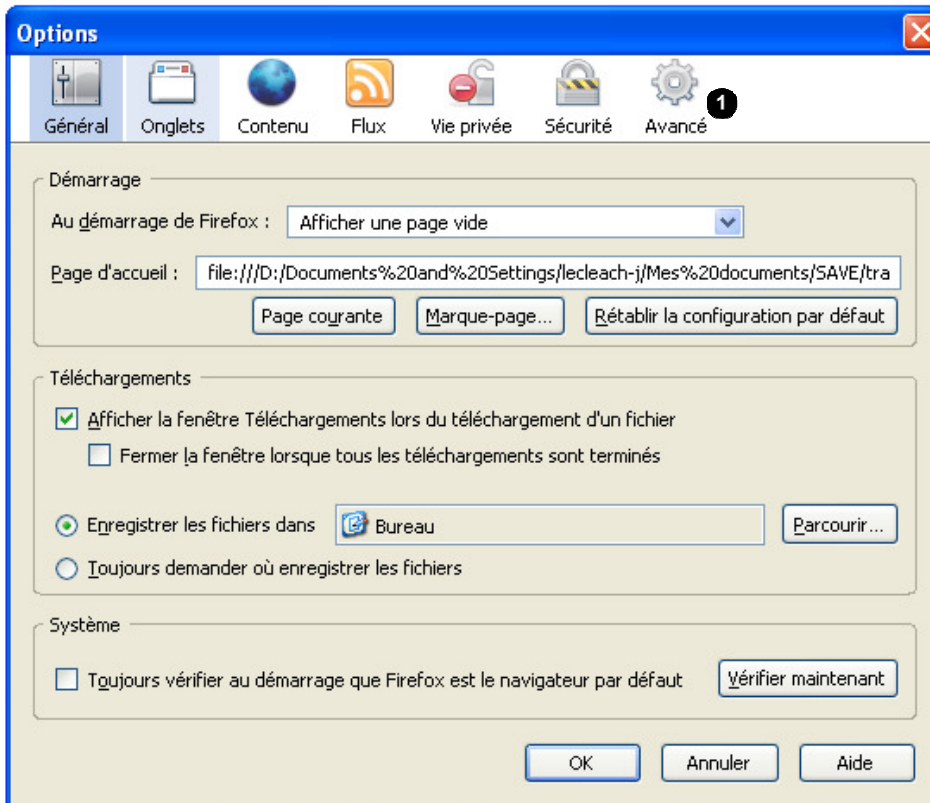 Options
Général Onglets Contenu Flux Vie privée Sécurité Avancé 1
Démarrage
Au démarrage de Firefox : Afficher une page vide
Page d'accueil : file:///D:/Documents%20and%20Settings/lecleach-j/Mes%20documents/SAVE/tra
Page courante Marque-page... Rétablir la configuration par défaut
Téléchargements
Afficher la fenêtre Téléchargements lors du téléchargement d'un fichier
Fermer la fenêtre lorsque tous les téléchargements sont terminés
Enregistrer les fichiers dans Bureau Parcourir...
Toujours demander où enregistrer les fichiers
Système
Toujours vérifier au démarrage que Firefox est le navigateur par défaut Vérifier maintenant
OK Annuler Aide